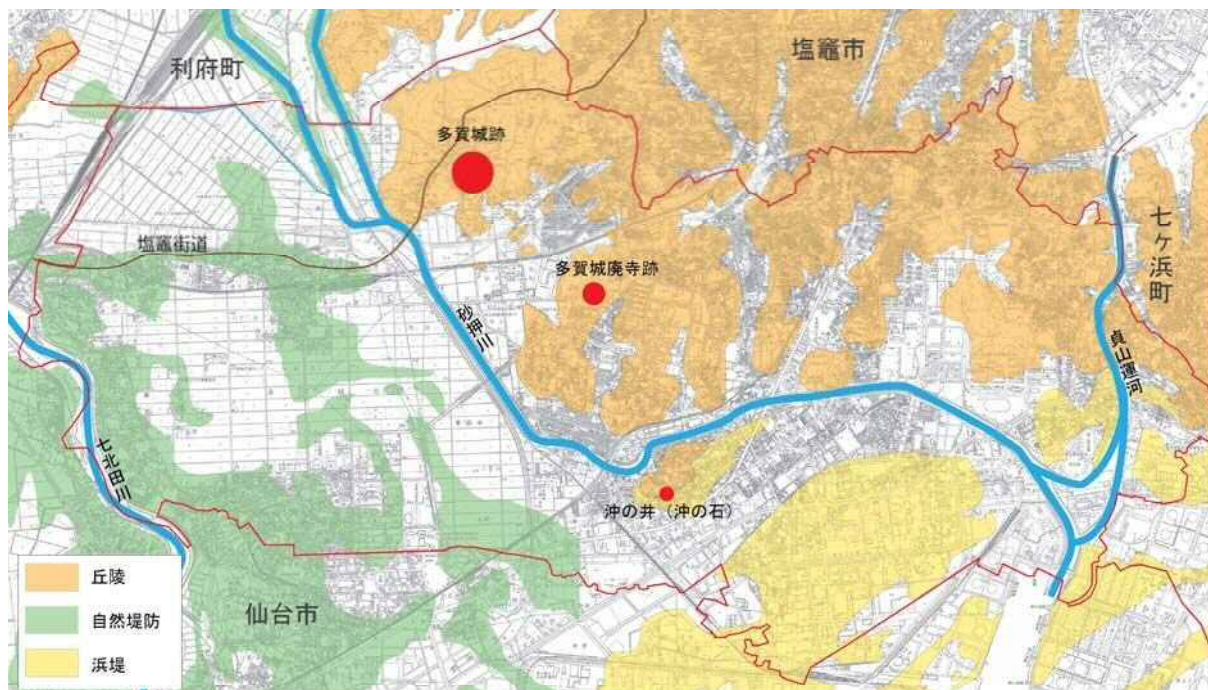 利府町
塩竈市
多賀城跡
七ヶ浜町
塩竈街道
多賀城廃寺跡
砂押川
貞山運河
七北田川
沖の井（沖の石）
仙台市
丘陵
自然堤防
浜堤